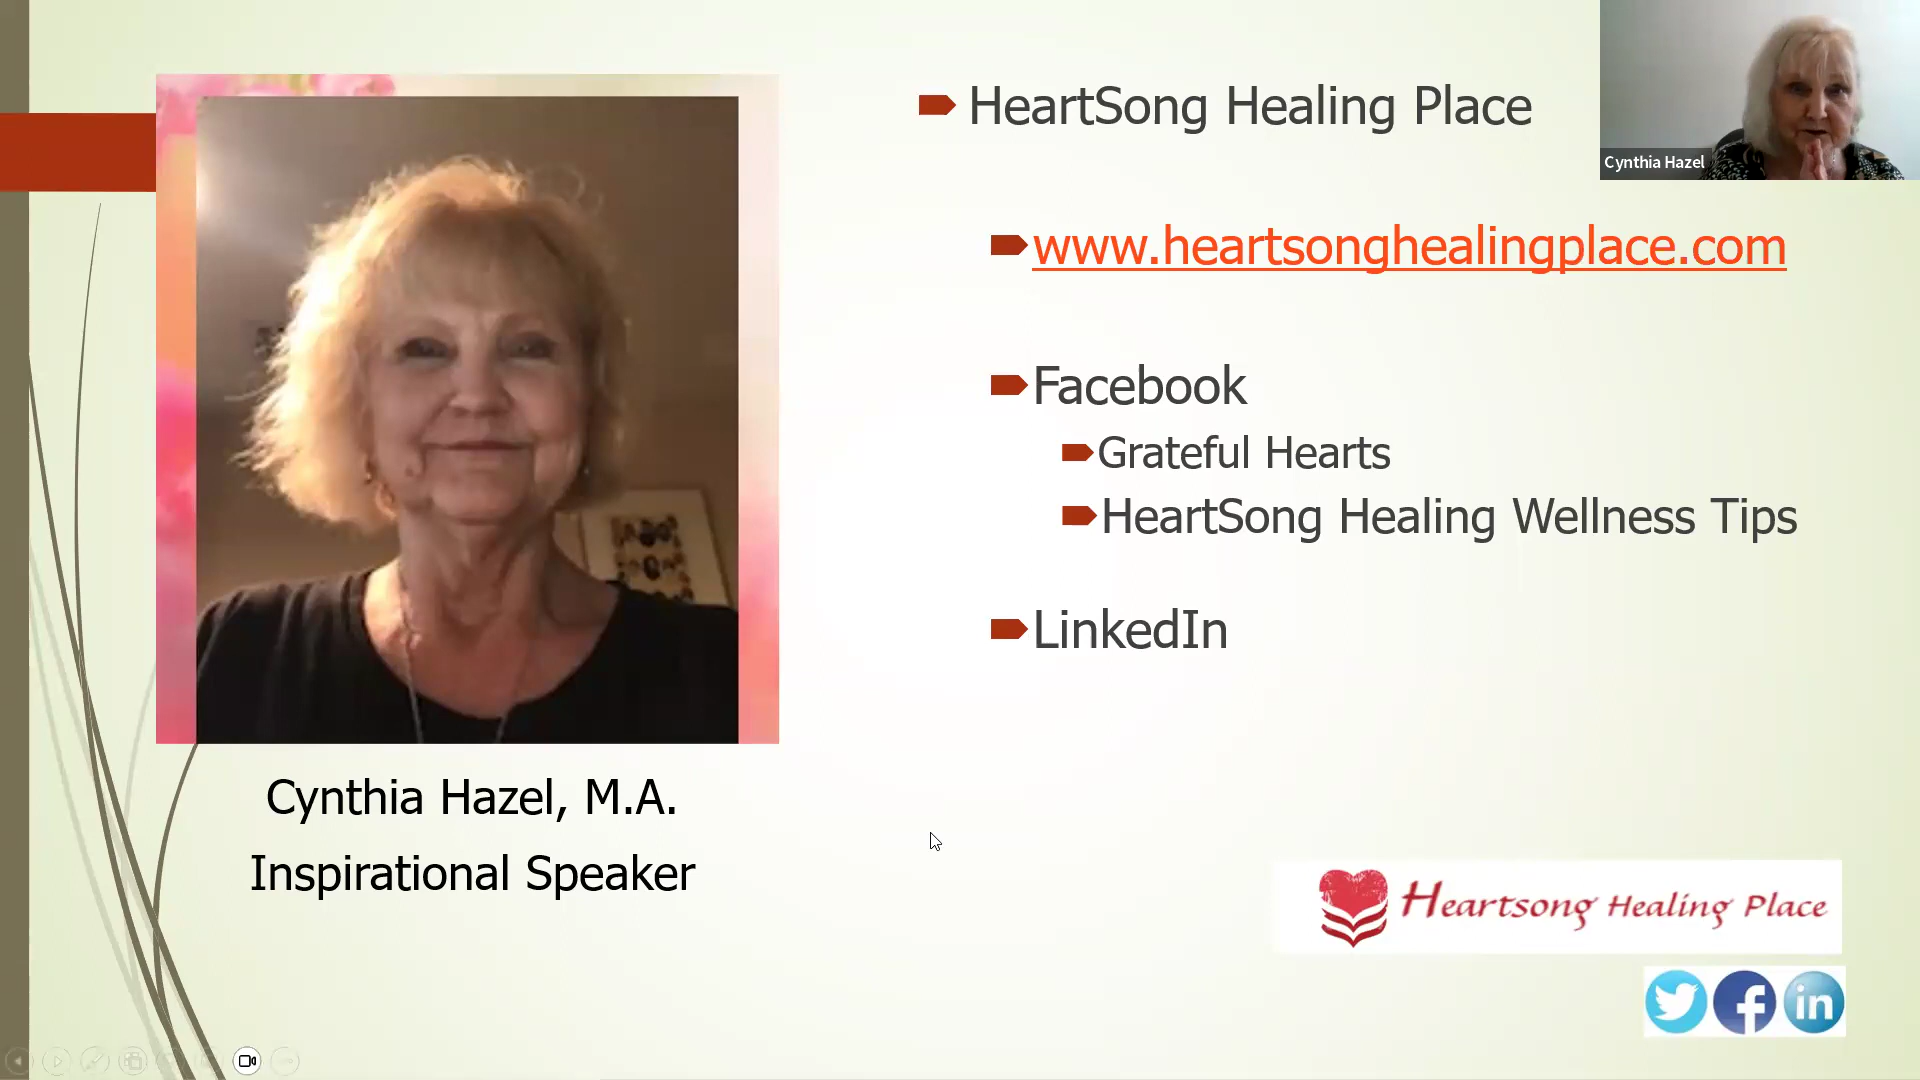 HeartSong Healing Place
www.heartsonghealingplace.com
Facebook
Grateful Hearts
HeartSong Healing Wellness Tips
LinkedIn
Cynthia Hazel, M.A.
Inspirational Speaker
Cynthia Hazel
Heartsong Healing Place
f
in